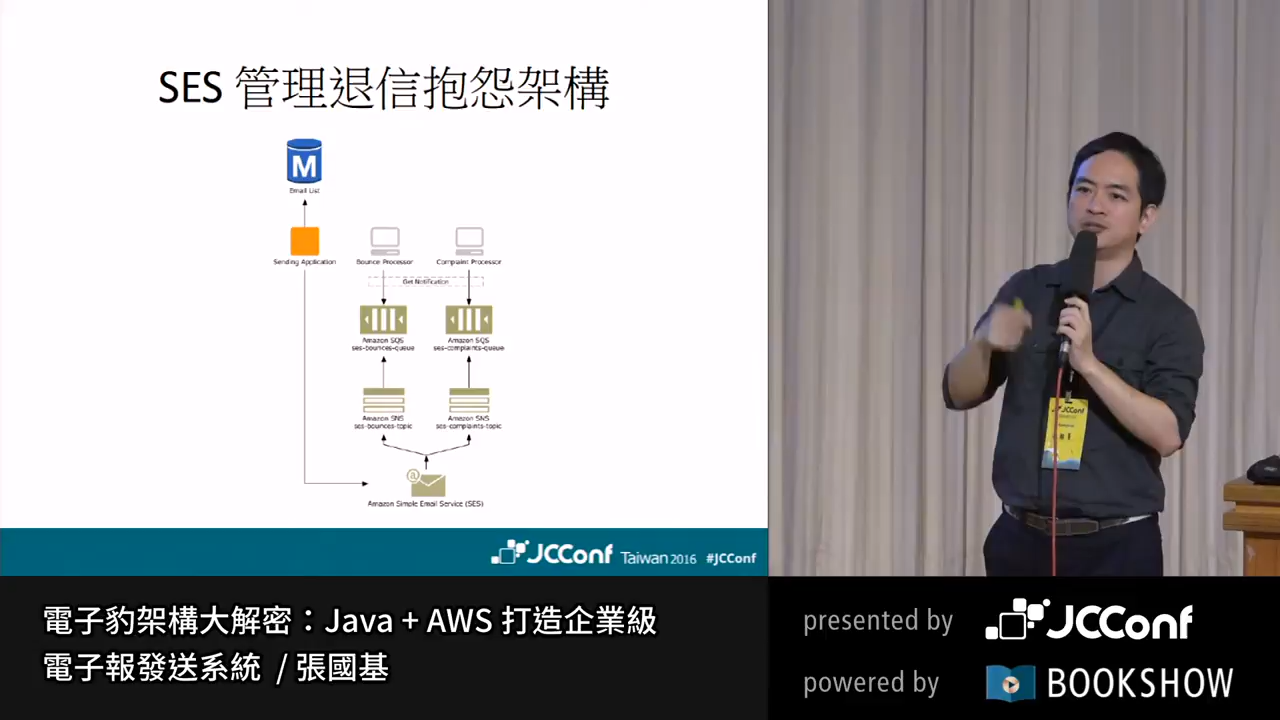 SES 管理退信抱怨架構
M
Email List
Sending Application
Bounce Processor
Complaint Processor
Get Notification
Amazon SQS
ses-bounces-queue
Amazon SQS
ses-complaints-queue
Amazon SNS
ses-bounces-topic
Amazon SNS
ses-complaints-topic
@
Amazon Simple Email Service (SES)
JCConf Taiwan 2016 #JCConf
JCConf
電子豹架構大解密：Java + AWS 打造企業級
電子報發送系統 / 張國基
presented by JCConf
powered by BOOKSHOW